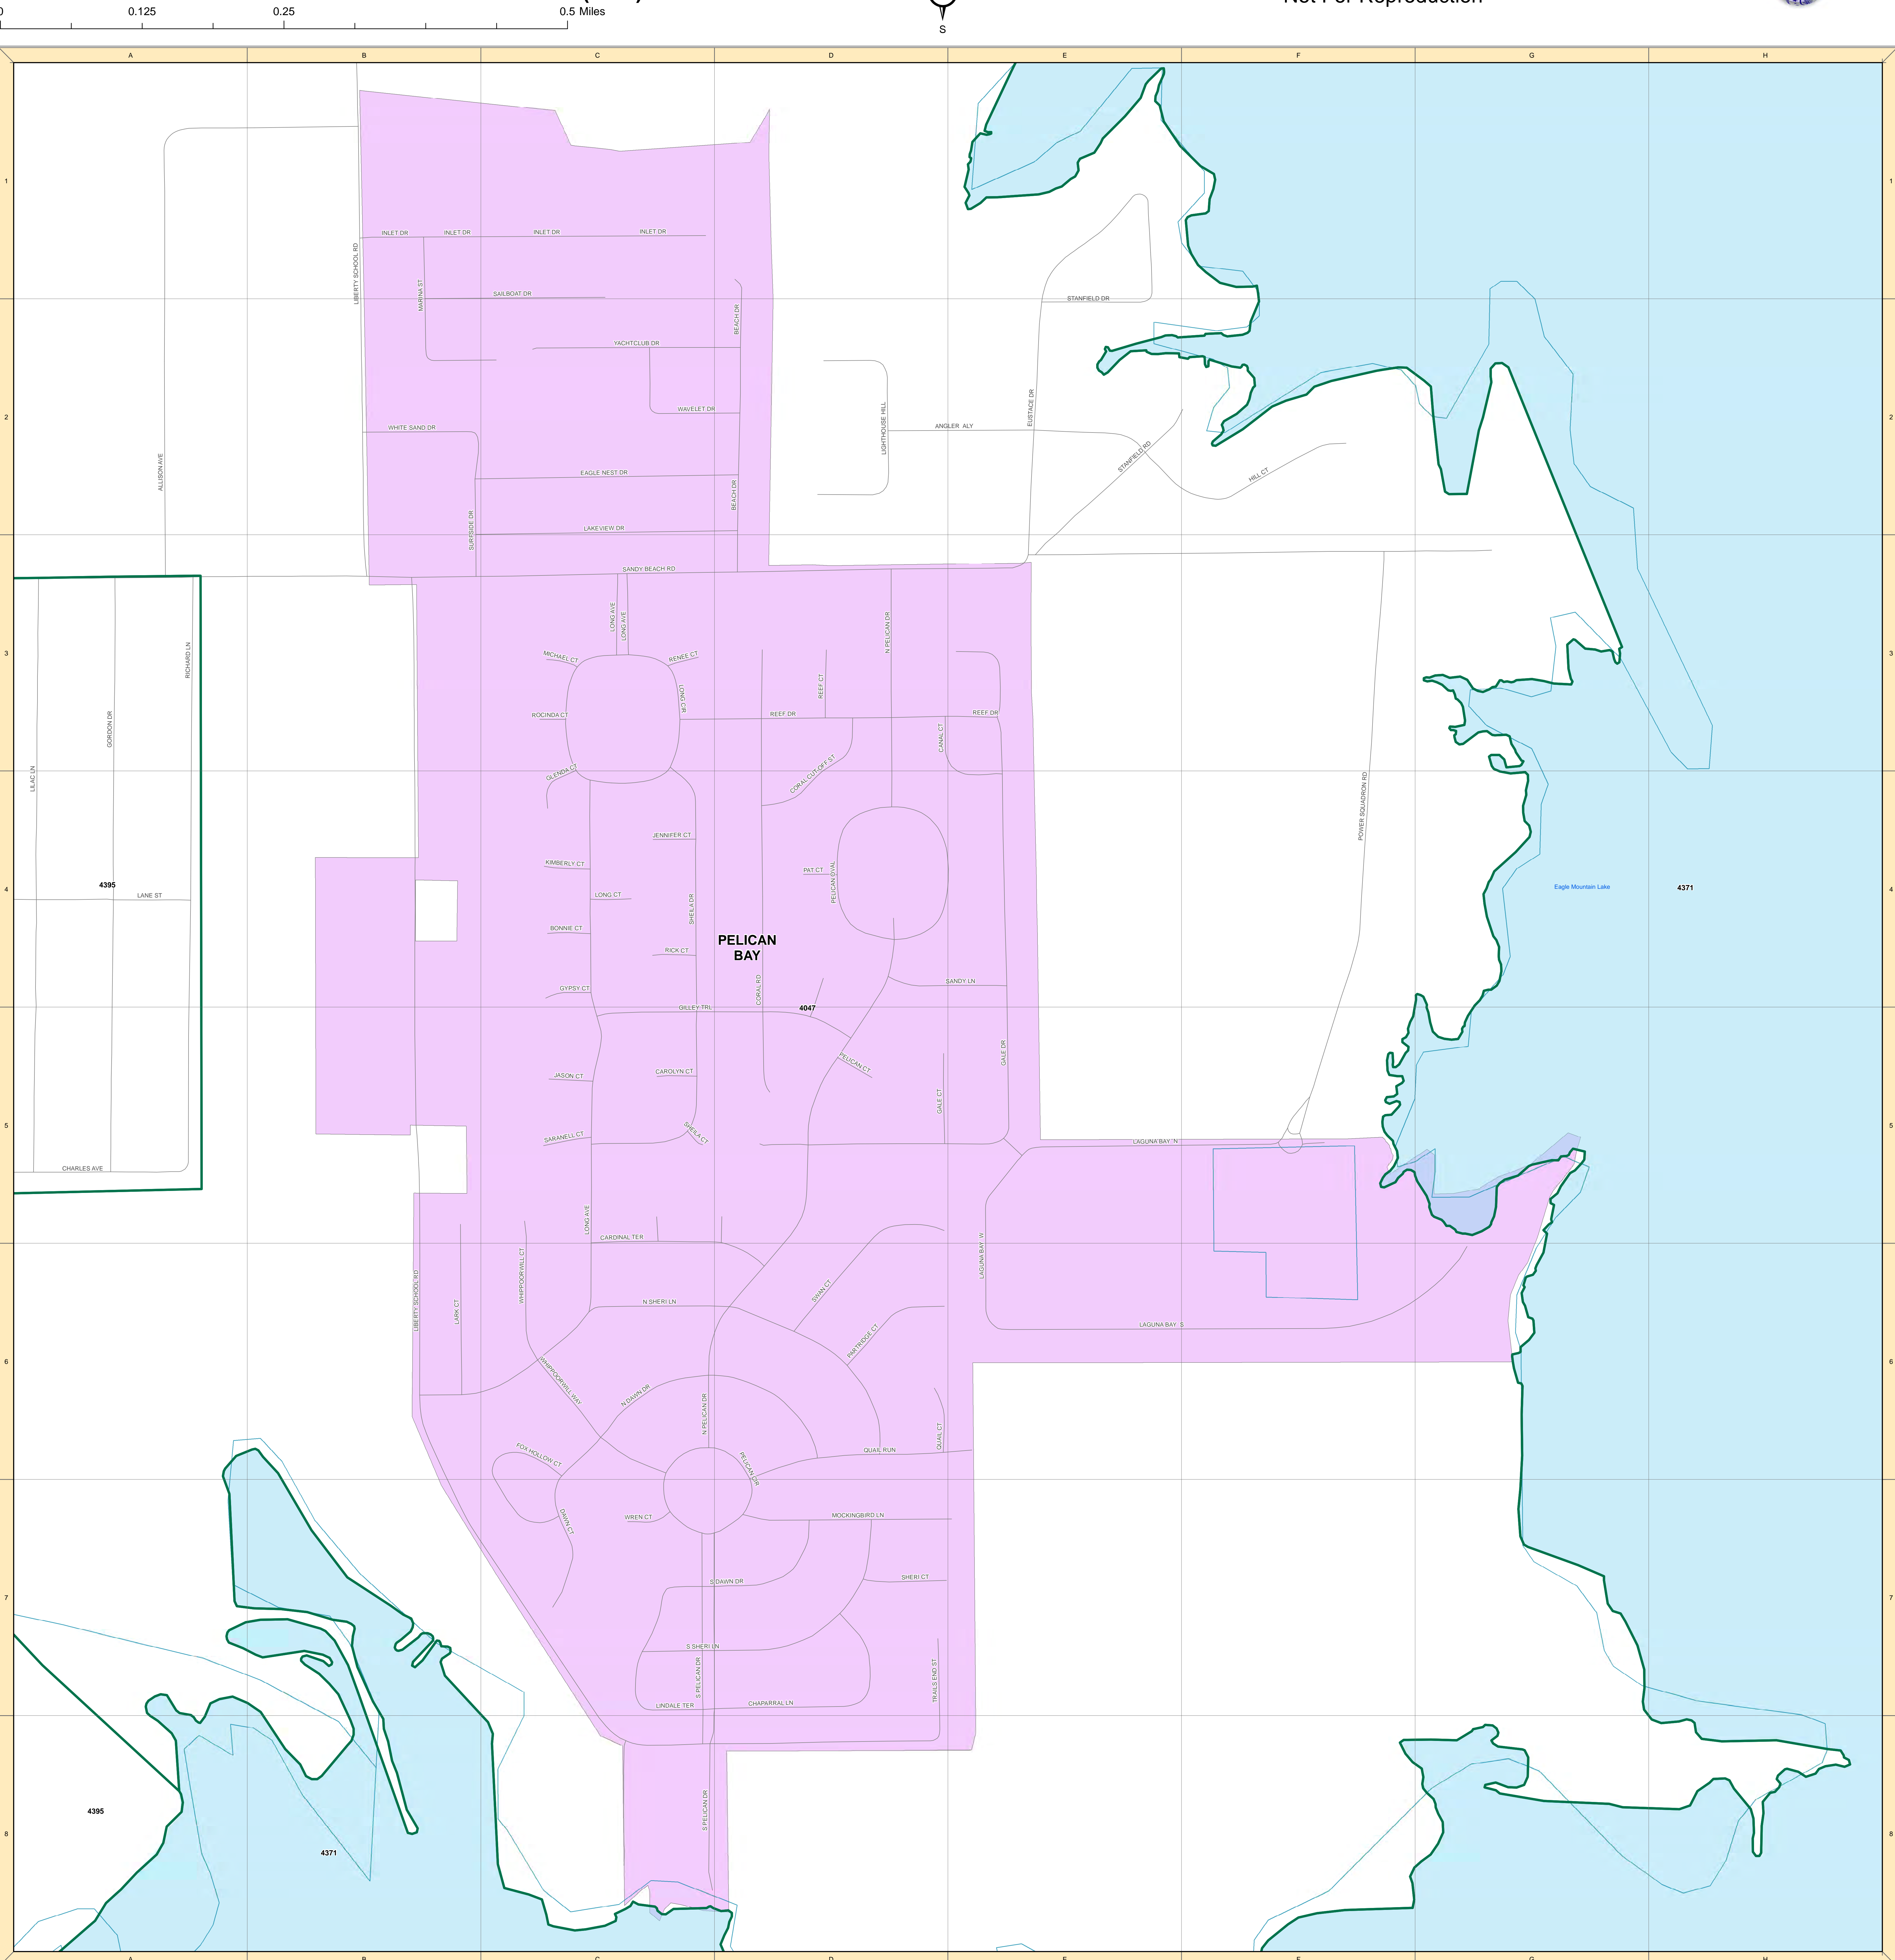 0 0.125 0.25 0.5 Miles
S
A B C D E F G H
1 1
INLET DR INLET DR INLET DR INLET DR
LIBERTY SCHOOL RD
MARINA ST
SAILBOAT DR
STANFIELD DR
BEACH DR
YACHTCLUB DR
EUSTACE DR
WAVELET DR
LIGHTHOUSE HILL
2 2
WHITE SAND DR
ANGLER ALY
STANFIELD RD
ALLISON AVE
EAGLE NEST DR
HILL CT
BEACH DR
SURFSIDE DR
LAKEVIEW DR
SANDY BEACH RD
LONG AVE
LONG AVE
N PELICAN DR
RICHARD LN
3 3
MICHAEL CT
RENEE CT
REEF CT
LONG CIR
GORDON DR
ROCINDA CT
REEF DR
REEF DR
CANAL CT
LILAC LN
GLENDA CT
CORAL CUT OFF ST
POWER SQUADRON RD
JENNIFER CT
KIMBERLY CT
PAT CT
PELICAN OVAL
4395
4 4
Eagle Mountain Lake
4371
LANE ST
LONG CT
SHEILA DR
BONNIE CT
PELICAN
BAY
RICK CT
SANDY LN
GYPSY CT
CORAL RD
GILLEY TRL
4047
GALE DR
PELICAN CT
JASON CT
CAROLYN CT
GALE CT
5 5
SARANELL CT
SHEILA CT
LAGUNA BAY N
CHARLES AVE
LONG AVE
CARDINAL TER
LAGUNA BAY W
WHIPPOORWILL CT
SWAN CT
LIBERTY SCHOOL RD
LARK CT
N SHERI LN
LAGUNA BAY S
PARTRIDGE CT
6 6
WHIPPOORWILL WAY
N DAWN DR
N PELICAN DR
QUAIL CT
FOX HOLLOW CT
QUAIL RUN
PELICAN CIR
DAWN CT
WREN CT
MOCKINGBIRD LN
S DAWN DR
SHERI CT
7 7
S SHERI LN
S PELICAN DR
TRAILS END ST
LINDALE TER
CHAPARRAL LN
4395
S PELICAN DR
8 8
4371